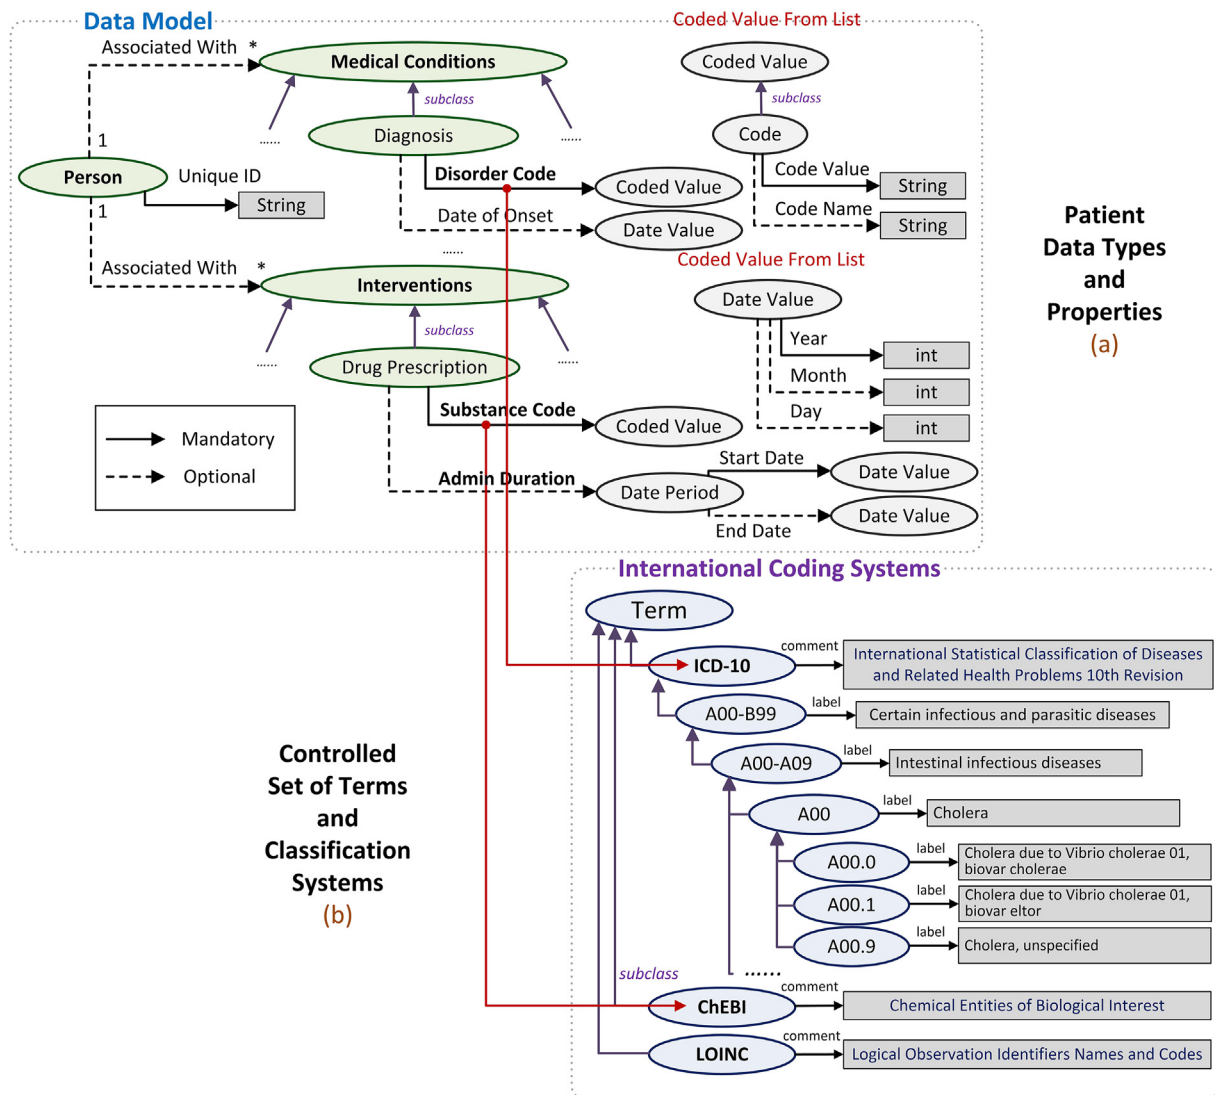 Data Model
Coded Value From List
Associated With *
Medical Conditions
Coded Value
subclass
subclass
......
......
1
Diagnosis
Code
Person
Unique ID
String
Disorder Code
Coded Value
Code Value
String
1
Date of Onset
Date Value
Code Name
String
......
Associated With *
Interventions
Coded Value From List
Date Value
subclass
......
......
Year
int
Drug Prescription
Month
int
Day
int
Substance Code
Coded Value
Mandatory
Optional
Admin Duration
Date Period
Start Date
Date Value
End Date
Date Value
Patient
Data Types
and
Properties
(a)
International Coding Systems
Term
ICD-10
comment
International Statistical Classification of Diseases
and Related Health Problems 10th Revision
A00-B99
label
Certain infectious and parasitic diseases
A00-A09
label
Intestinal infectious diseases
A00
label
Cholera
A00.0
label
Cholera due to Vibrio cholerae 01,
biovar cholerae
A00.1
label
Cholera due to Vibrio cholerae 01,
biovar eltor
A00.9
label
Cholera, unspecified
......
subclass
ChEBI
comment
Chemical Entities of Biological Interest
LOINC
comment
Logical Observation Identifiers Names and Codes
Controlled
Set of Terms
and
Classification
Systems
(b)